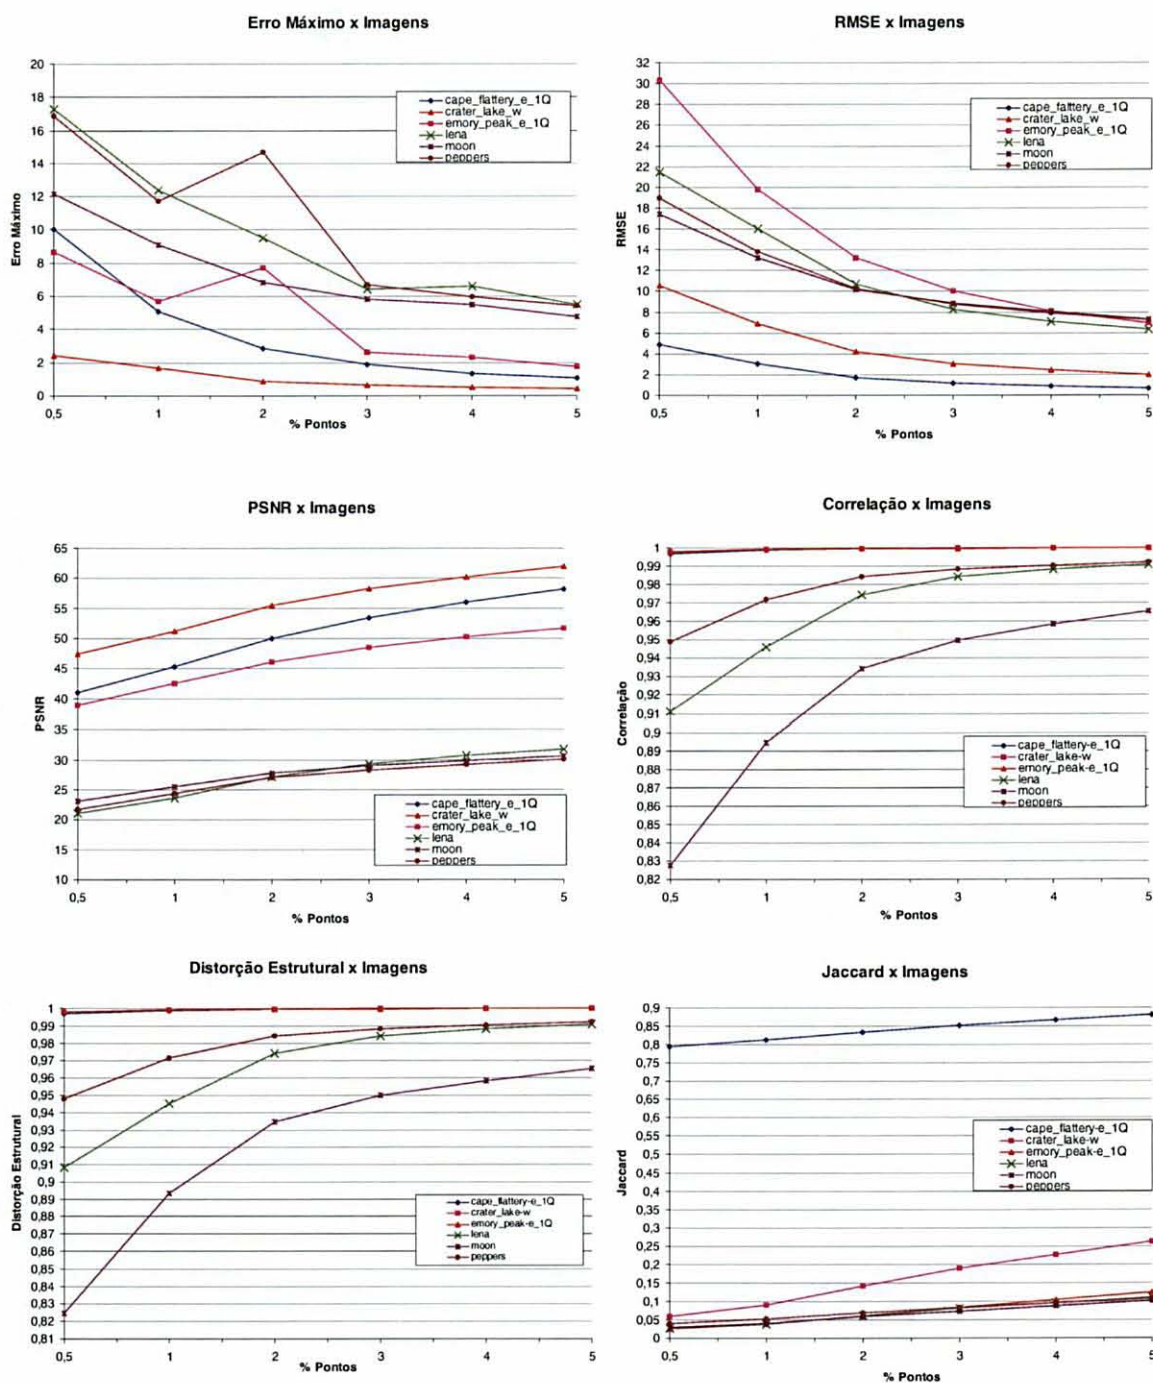 Erro Máximo x Imagens
20
18
16
14
12
10
8
6
4
2
0
Erro Máximo
0,5
1
2
3
4
5
% Pontos
cape_flattery_e_1Q
crater_lake_w
emory_peak_e_1Q
lena
moon
peppers
RMSE x Imagens
32
30
28
26
24
22
20
18
16
14
12
10
8
6
4
2
0
RMSE
0,5
1
2
3
4
5
% Pontos
cape_falttery_e_1Q
crater_lake_w
emory_peak_e_1Q
lena
moon
peppers
PSNR x Imagens
65
60
55
50
45
40
35
30
25
20
15
10
PSNR
0,5
1
2
3
4
5
% Pontos
cape_flattery_e_1Q
crater_lake_w
emory_peak_e_1Q
lena
moon
peppers
Correlação x Imagens
1
0,99
0,98
0,97
0,96
0,95
0,94
0,93
0,92
0,91
0,9
0,89
0,88
0,87
0,86
0,85
0,84
0,83
0,82
Correlação
0,5
1
2
3
4
5
% Pontos
cape_flattery-e_1Q
crater_lake-w
emory_peak-e_1Q
lena
moon
peppers
Distorção Estrutural x Imagens
1
0,99
0,98
0,97
0,96
0,95
0,94
0,93
0,92
0,91
0,9
0,89
0,88
0,87
0,86
0,85
0,84
0,83
0,82
0,81
Distorção Estrutural
0,5
1
2
3
4
5
% Pontos
cape_flattery-e_1Q
crater_lake-w
emory_peak-e_1Q
lena
moon
peppers
Jaccard x Imagens
0,9
0,85
0,8
0,75
0,7
0,65
0,6
0,55
0,5
0,45
0,4
0,35
0,3
0,25
0,2
0,15
0,1
0,05
0
Jaccard
0,5
1
2
3
4
5
% Pontos
cape_flattery-e_1Q
crater_lake-w
emory_peak-e_1Q
lena
moon
peppers